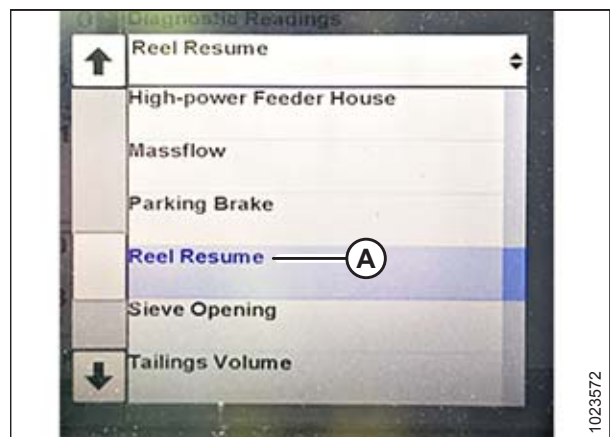 Diagnostic Readings
Reel Resume
High-power Feeder House
Massflow
Parking Brake
Reel Resume
A
Sieve Opening
Tailings Volume
1023572